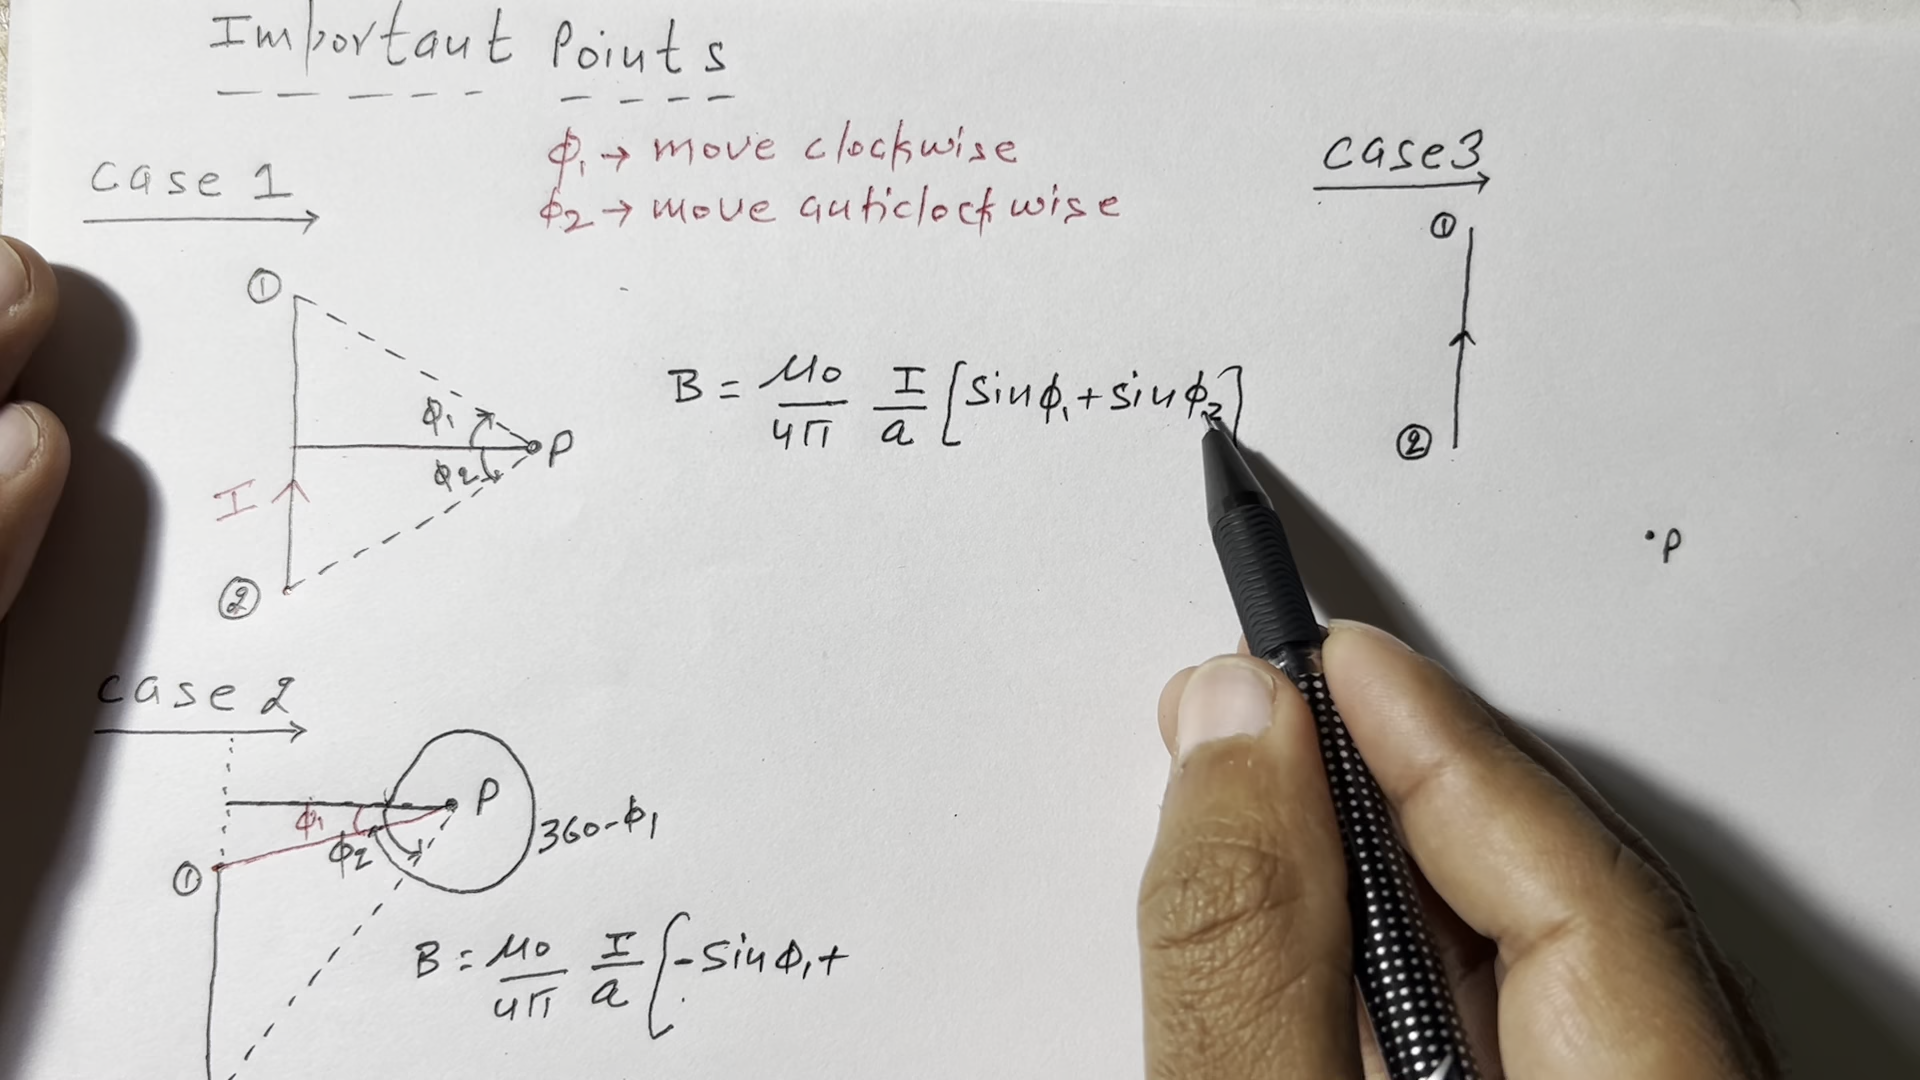 Important Points
ϕ₁ → move clockwise
ϕ₂ → move anticlockwise
case 1
①
ϕ₁
P
ϕ₂
I
②
B = μ₀/4π I/a [sinϕ₁ + sinϕ₂]
case 2
P
ϕ₁
ϕ₂
360-ϕ₁
①
B = μ₀/4π I/a [-sinϕ₁ +
case3
①
②
P